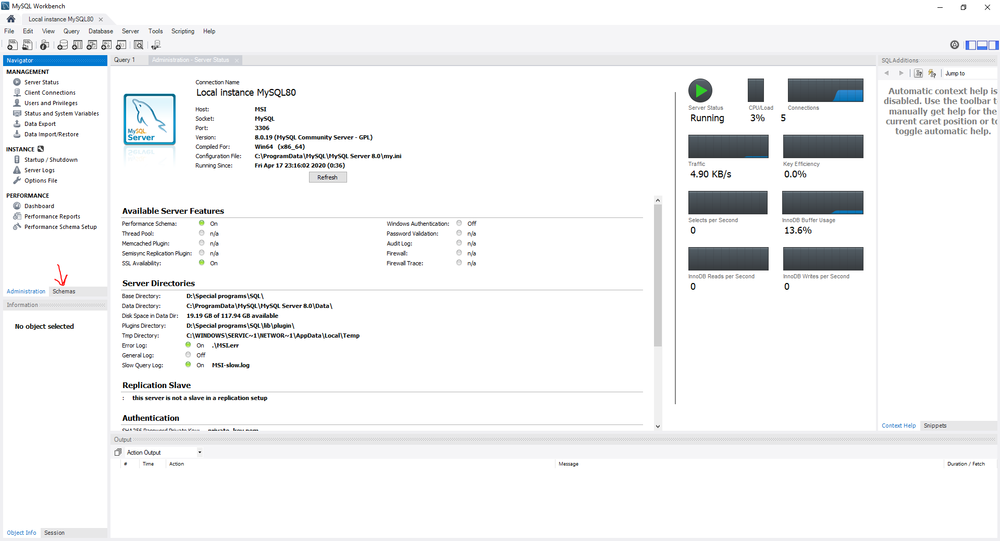 MySQL Workbench
Local instance MySQL80
File Edit View Query Database Server Tools Scripting Help
Navigator
MANAGEMENT
Server Status
Client Connections
Users and Privileges
Status and System Variables
Data Export
Data Import/Restore
INSTANCE
Startup / Shutdown
Server Logs
Options File
PERFORMANCE
Dashboard
Performance Reports
Performance Schema Setup
Administration Schemas
Information
No object selected
Object Info Session
Query 1 Administration - Server Status
MySQL
Server
Connection Name
Local instance MySQL80
Host: MSI
Socket: MySQL
Port: 3306
Version: 8.0.19 (MySQL Community Server - GPL)
Compiled For: Win64 (x86_64)
Configuration File: C:\ProgramData\MySQL\MySQL Server 8.0\my.ini
Running Since: Fri Apr 17 23:16:02 2020 (0:36)
Refresh
Available Server Features
Performance Schema: On Windows Authentication: Off
Thread Pool: n/a Password Validation: n/a
Memcached Plugin: n/a Audit Log: n/a
Semisync Replication Plugin: n/a Firewall: n/a
SSL Availability: On Firewall Trace: n/a
Server Directories
Base Directory: D:\Special programs\SQL\
Data Directory: C:\ProgramData\MySQL\MySQL Server 8.0\Data\
Disk Space in Data Dir: 19.19 GB of 117.94 GB available
Plugins Directory: D:\Special programs\SQL\lib\plugin\
Tmp Directory: C:\WINDOWS\SERVIC~1\NETWOR~1\AppData\Local\Temp
Error Log: On .\MSI.err
General Log: Off
Slow Query Log: On MSI-slow.log
Replication Slave
: this server is not a slave in a replication setup
Authentication
SHA256 Password Private Key: private_key.pem
Server Status CPU/Load Connections
Running 3% 5
Traffic Key Efficiency
4.90 KB/s 0.0%
Selects per Second InnoDB Buffer Usage
0 13.6%
InnoDB Reads per Second InnoDB Writes per Second
0 0
SQLAdditions
Jump to
Automatic context help is
disabled. Use the toolbar t
manually get help for the
current caret position or to
toggle automatic help.
Context Help Snippets
Output
Action Output
# Time Action Message Duration / Fetch